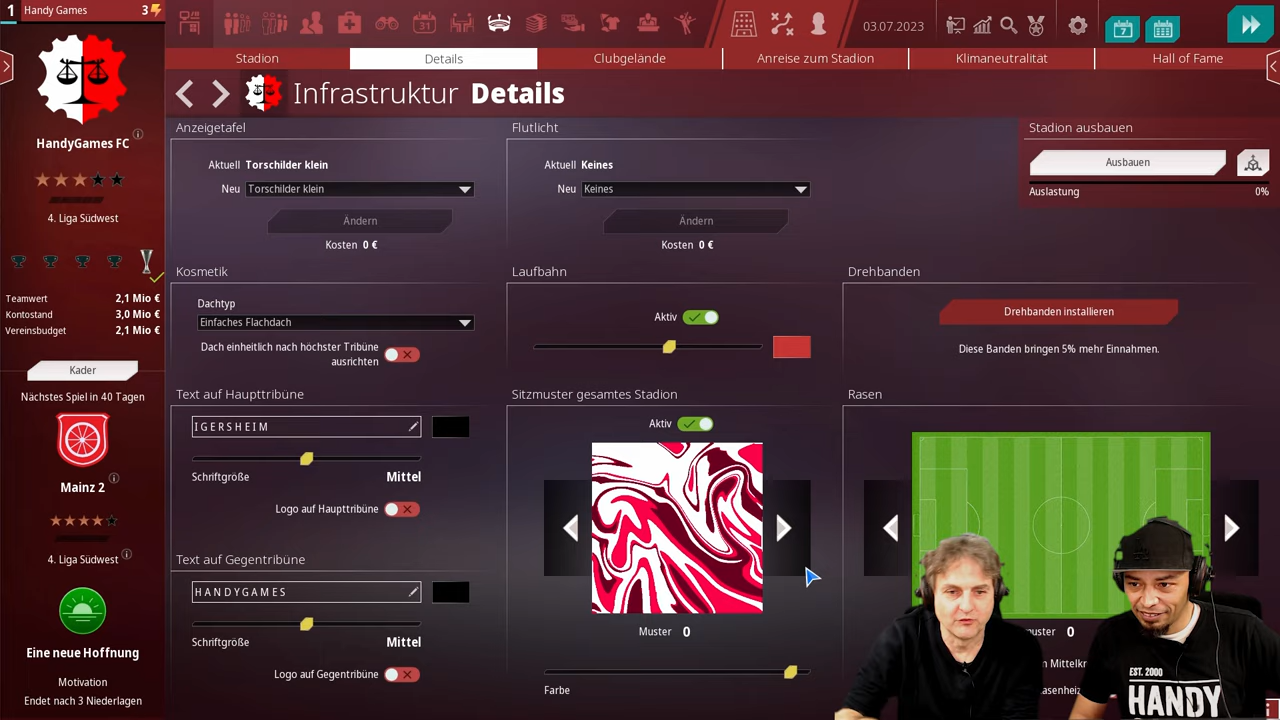 1 Handy Games 3
03.07.2023
7
Stadion Details Clubgelände Anreise zum Stadion Klimaneutralität Hall of Fame
Infrastruktur Details
HandyGames FC
4. Liga Südwest
Teamwert 2,1 Mio €
Kontostand 3,0 Mio €
Vereinsbudget 2,1 Mio €
Kader
Nächstes Spiel in 40 Tagen
Mainz 2
4. Liga Südwest
Eine neue Hoffnung
Motivation
Endet nach 3 Niederlagen
Anzeigetafel
Aktuell Torschilder klein
Neu Torschilder klein
Ändern
Kosten 0 €
Flutlicht
Aktuell Keines
Neu Keines
Ändern
Kosten 0 €
Stadion ausbauen
Ausbauen
Auslastung 0%
Kosmetik
Dachtyp
Einfaches Flachdach
Dach einheitlich nach höchster Tribüne
ausrichten
Laufbahn
Aktiv
Drehbanden
Drehbanden installieren
Diese Banden bringen 5% mehr Einnahmen.
Text auf Haupttribüne
IGERSHEIM
Schriftgröße Mittel
Logo auf Haupttribüne
Text auf Gegentribüne
HANDYGAMES
Schriftgröße Mittel
Logo auf Gegentribüne
Sitzmuster gesamtes Stadion
Aktiv
Muster 0
Farbe
Rasen
0
EST. 2000
HANDY